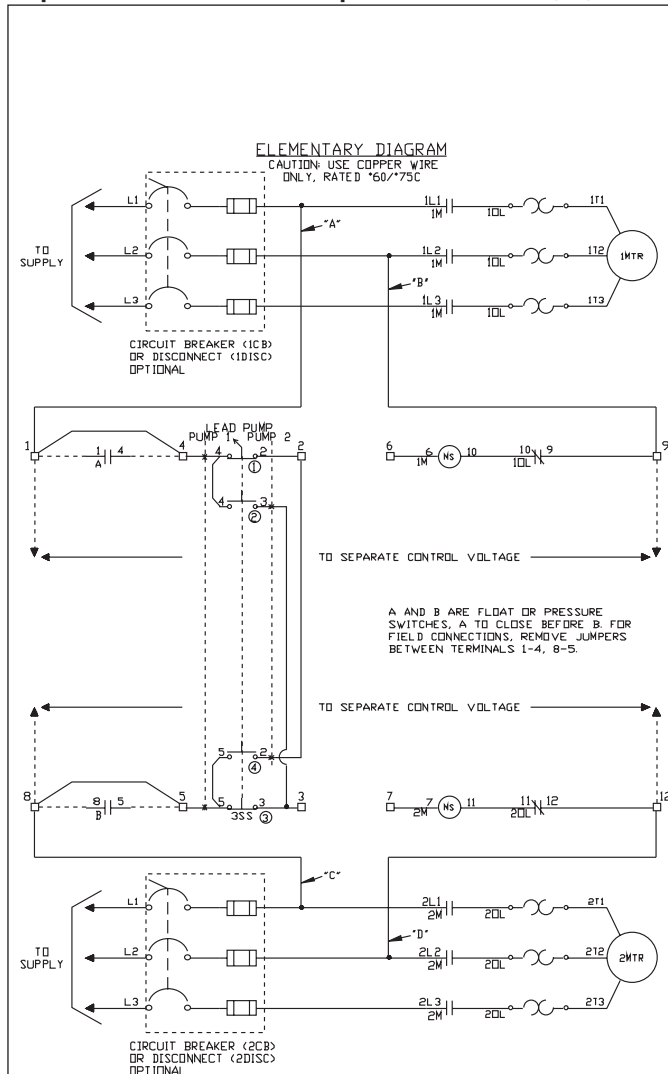 ELEMENTARY DIAGRAM
CAUTION: USE COPPER WIRE
ONLY, RATED °60/°75C
L1
1L1
1M
1OL
1T1
"A"
TO
SUPPLY
L2
1L2
1M
1OL
1T2
1MTR
"B"
L3
1L3
1M
1OL
1T3
CIRCUIT BREAKER (1CB)
OR DISCONNECT (1DISC)
OPTIONAL
LEAD PUMP
PUMP 1 PUMP 2
1 1 4 4 4 2 2 6 6 10 10 9 9
A 1 1M NS 1OL
4 3
2
TO SEPARATE CONTROL VOLTAGE
A AND B ARE FLOAT OR PRESSURE
SWITCHES, A TO CLOSE BEFORE B. FOR
FIELD CONNECTIONS, REMOVE JUMPERS
BETWEEN TERMINALS 1-4, 8-5.
TO SEPARATE CONTROL VOLTAGE
5 2
4
8 8 5 5 5 3 3 7 7 11 11 12 12
B 3SS 3 2M NS 2OL
"C"
L1
2L1
2M
2OL
2T1
"D"
TO
SUPPLY
L2
2L2
2M
2OL
2T2
2MTR
L3
2L3
2M
2OL
2T3
CIRCUIT BREAKER (2CB)
OR DISCONNECT (2DISC)
OPTIONAL